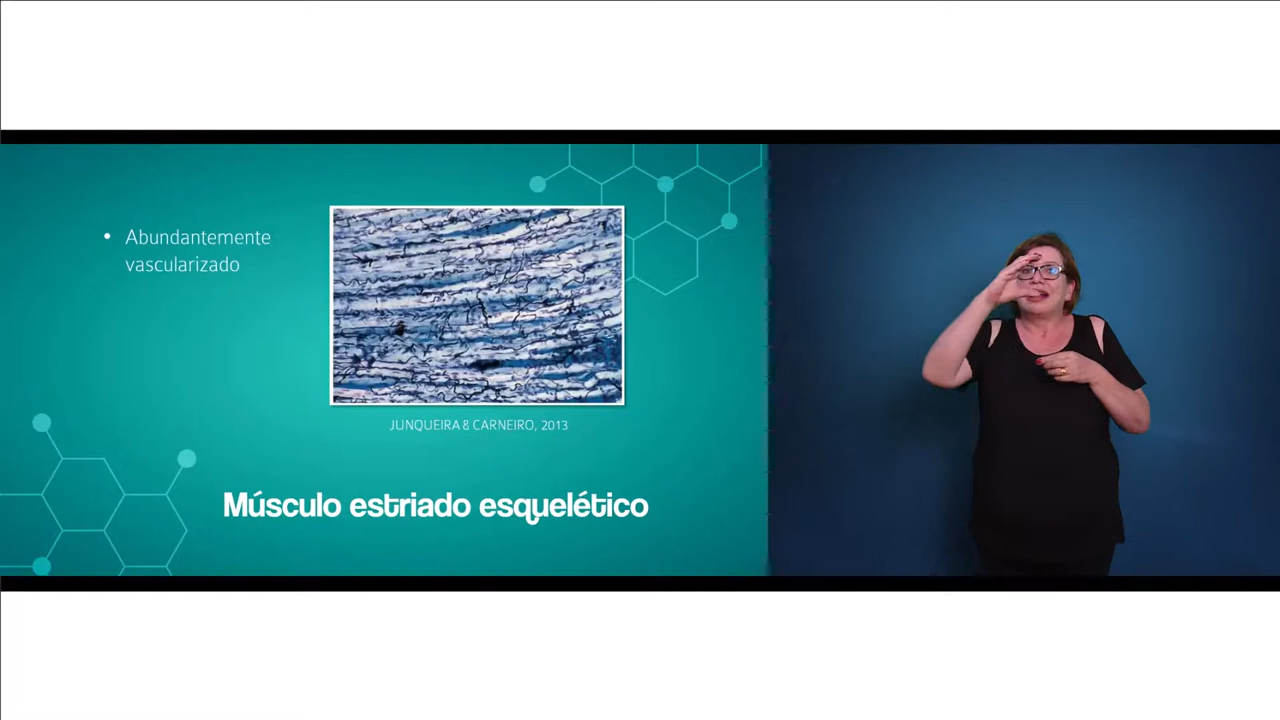 • Abundantemente
vascularizado
JUNQUEIRA & CARNEIRO, 2013
Músculo estriado esquelético